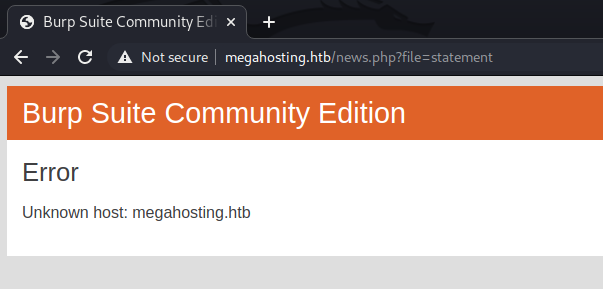 Burp Suite Community Edi
Not secure megahosting.htb/news.php?file=statement
Burp Suite Community Edition
Error
Unknown host: megahosting.htb